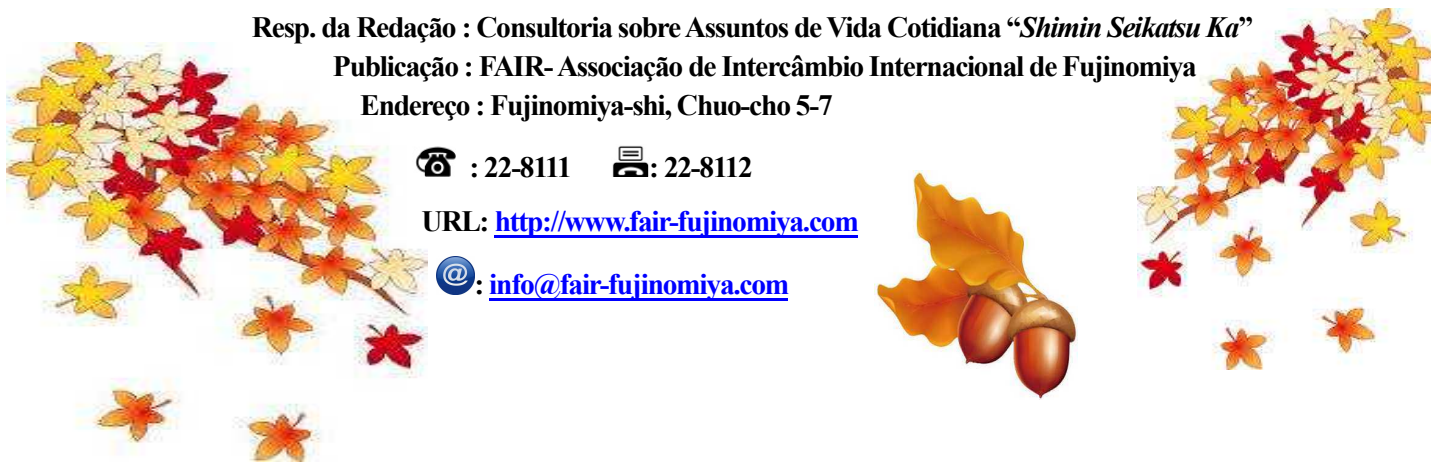 Resp. da Redação : Consultoria sobre Assuntos de Vida Cotidiana “Shimin Seikatsu Ka”
Publicação : FAIR- Associação de Intercâmbio Internacional de Fujinomiya
Endereço : Fujinomiya-shi, Chuo-cho 5-7
☎ : 22-8111 🖷: 22-8112
URL: http://www.fair-fujinomiya.com
@: info@fair-fujinomiya.com